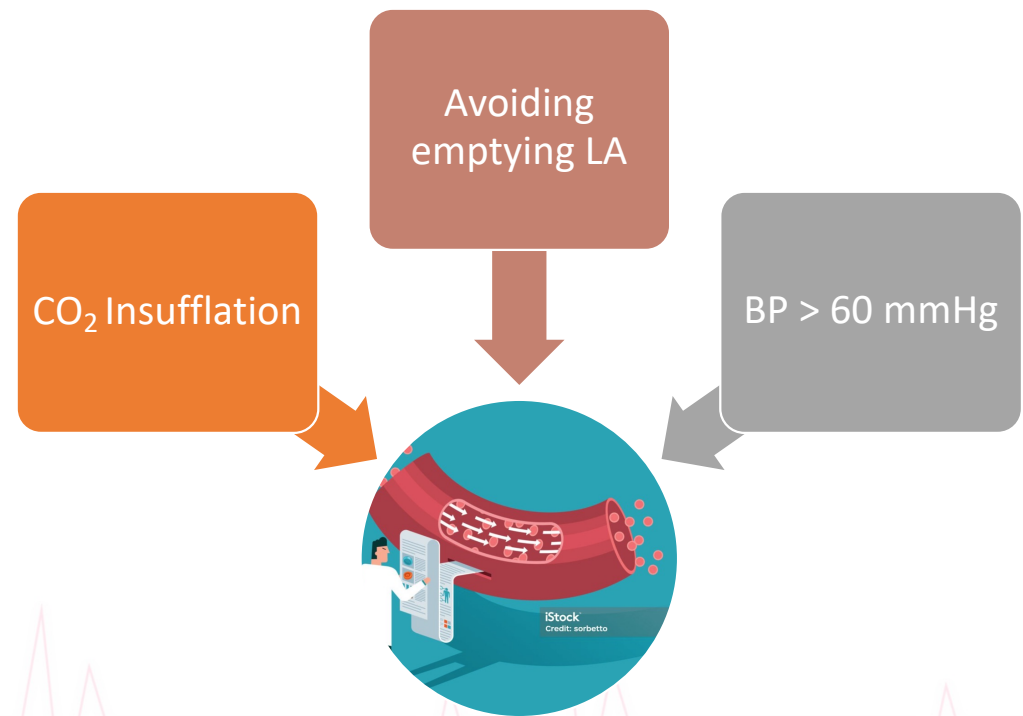 Avoiding
emptying LA
CO₂ Insufflation
BP > 60 mmHg
iStock
Credit: sorbetto